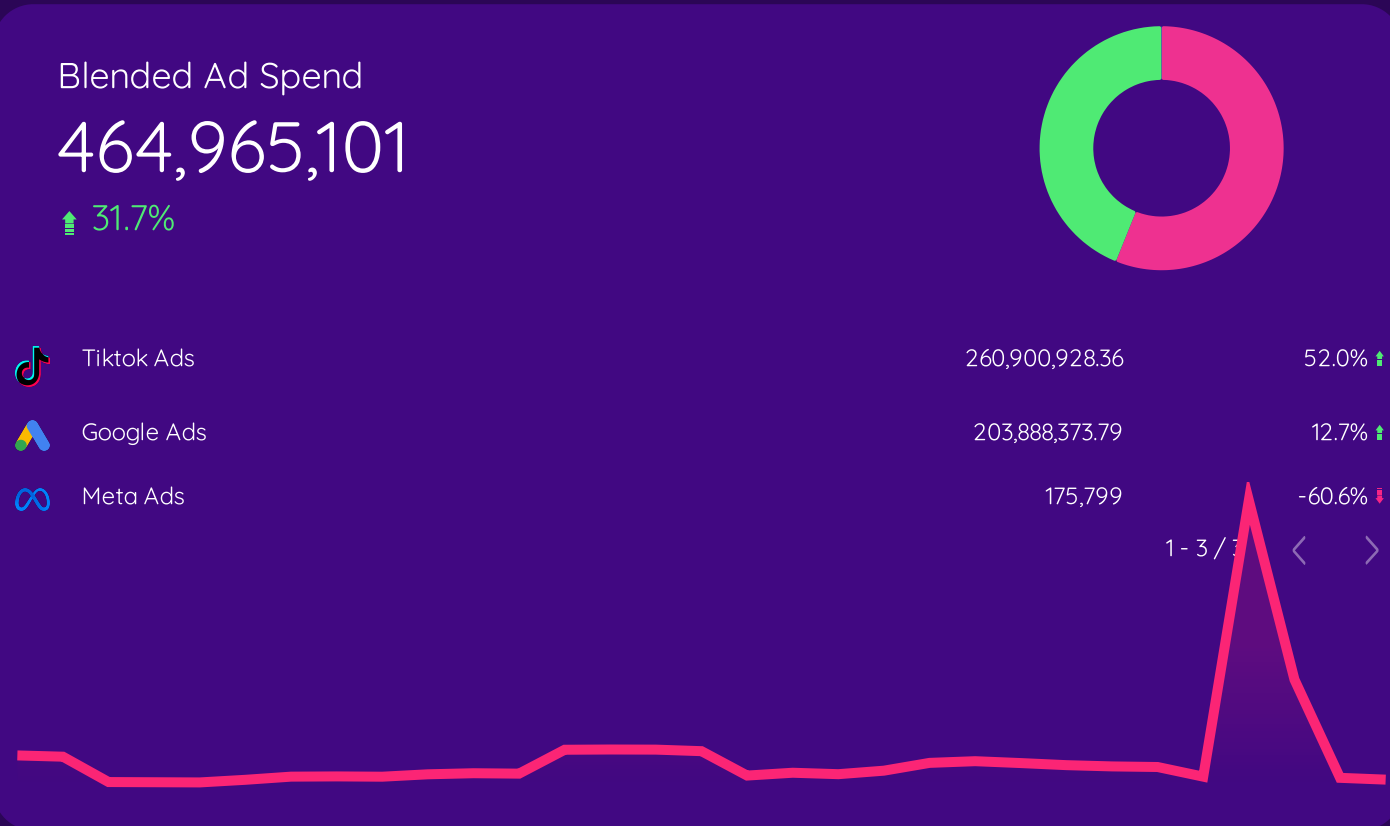 Blended Ad Spend
464,965,101
31.7%
Tiktok Ads 260,900,928.36 52.0%
Google Ads 203,888,373.79 12.7%
Meta Ads 175,799 -60.6%
1 - 3 / 3